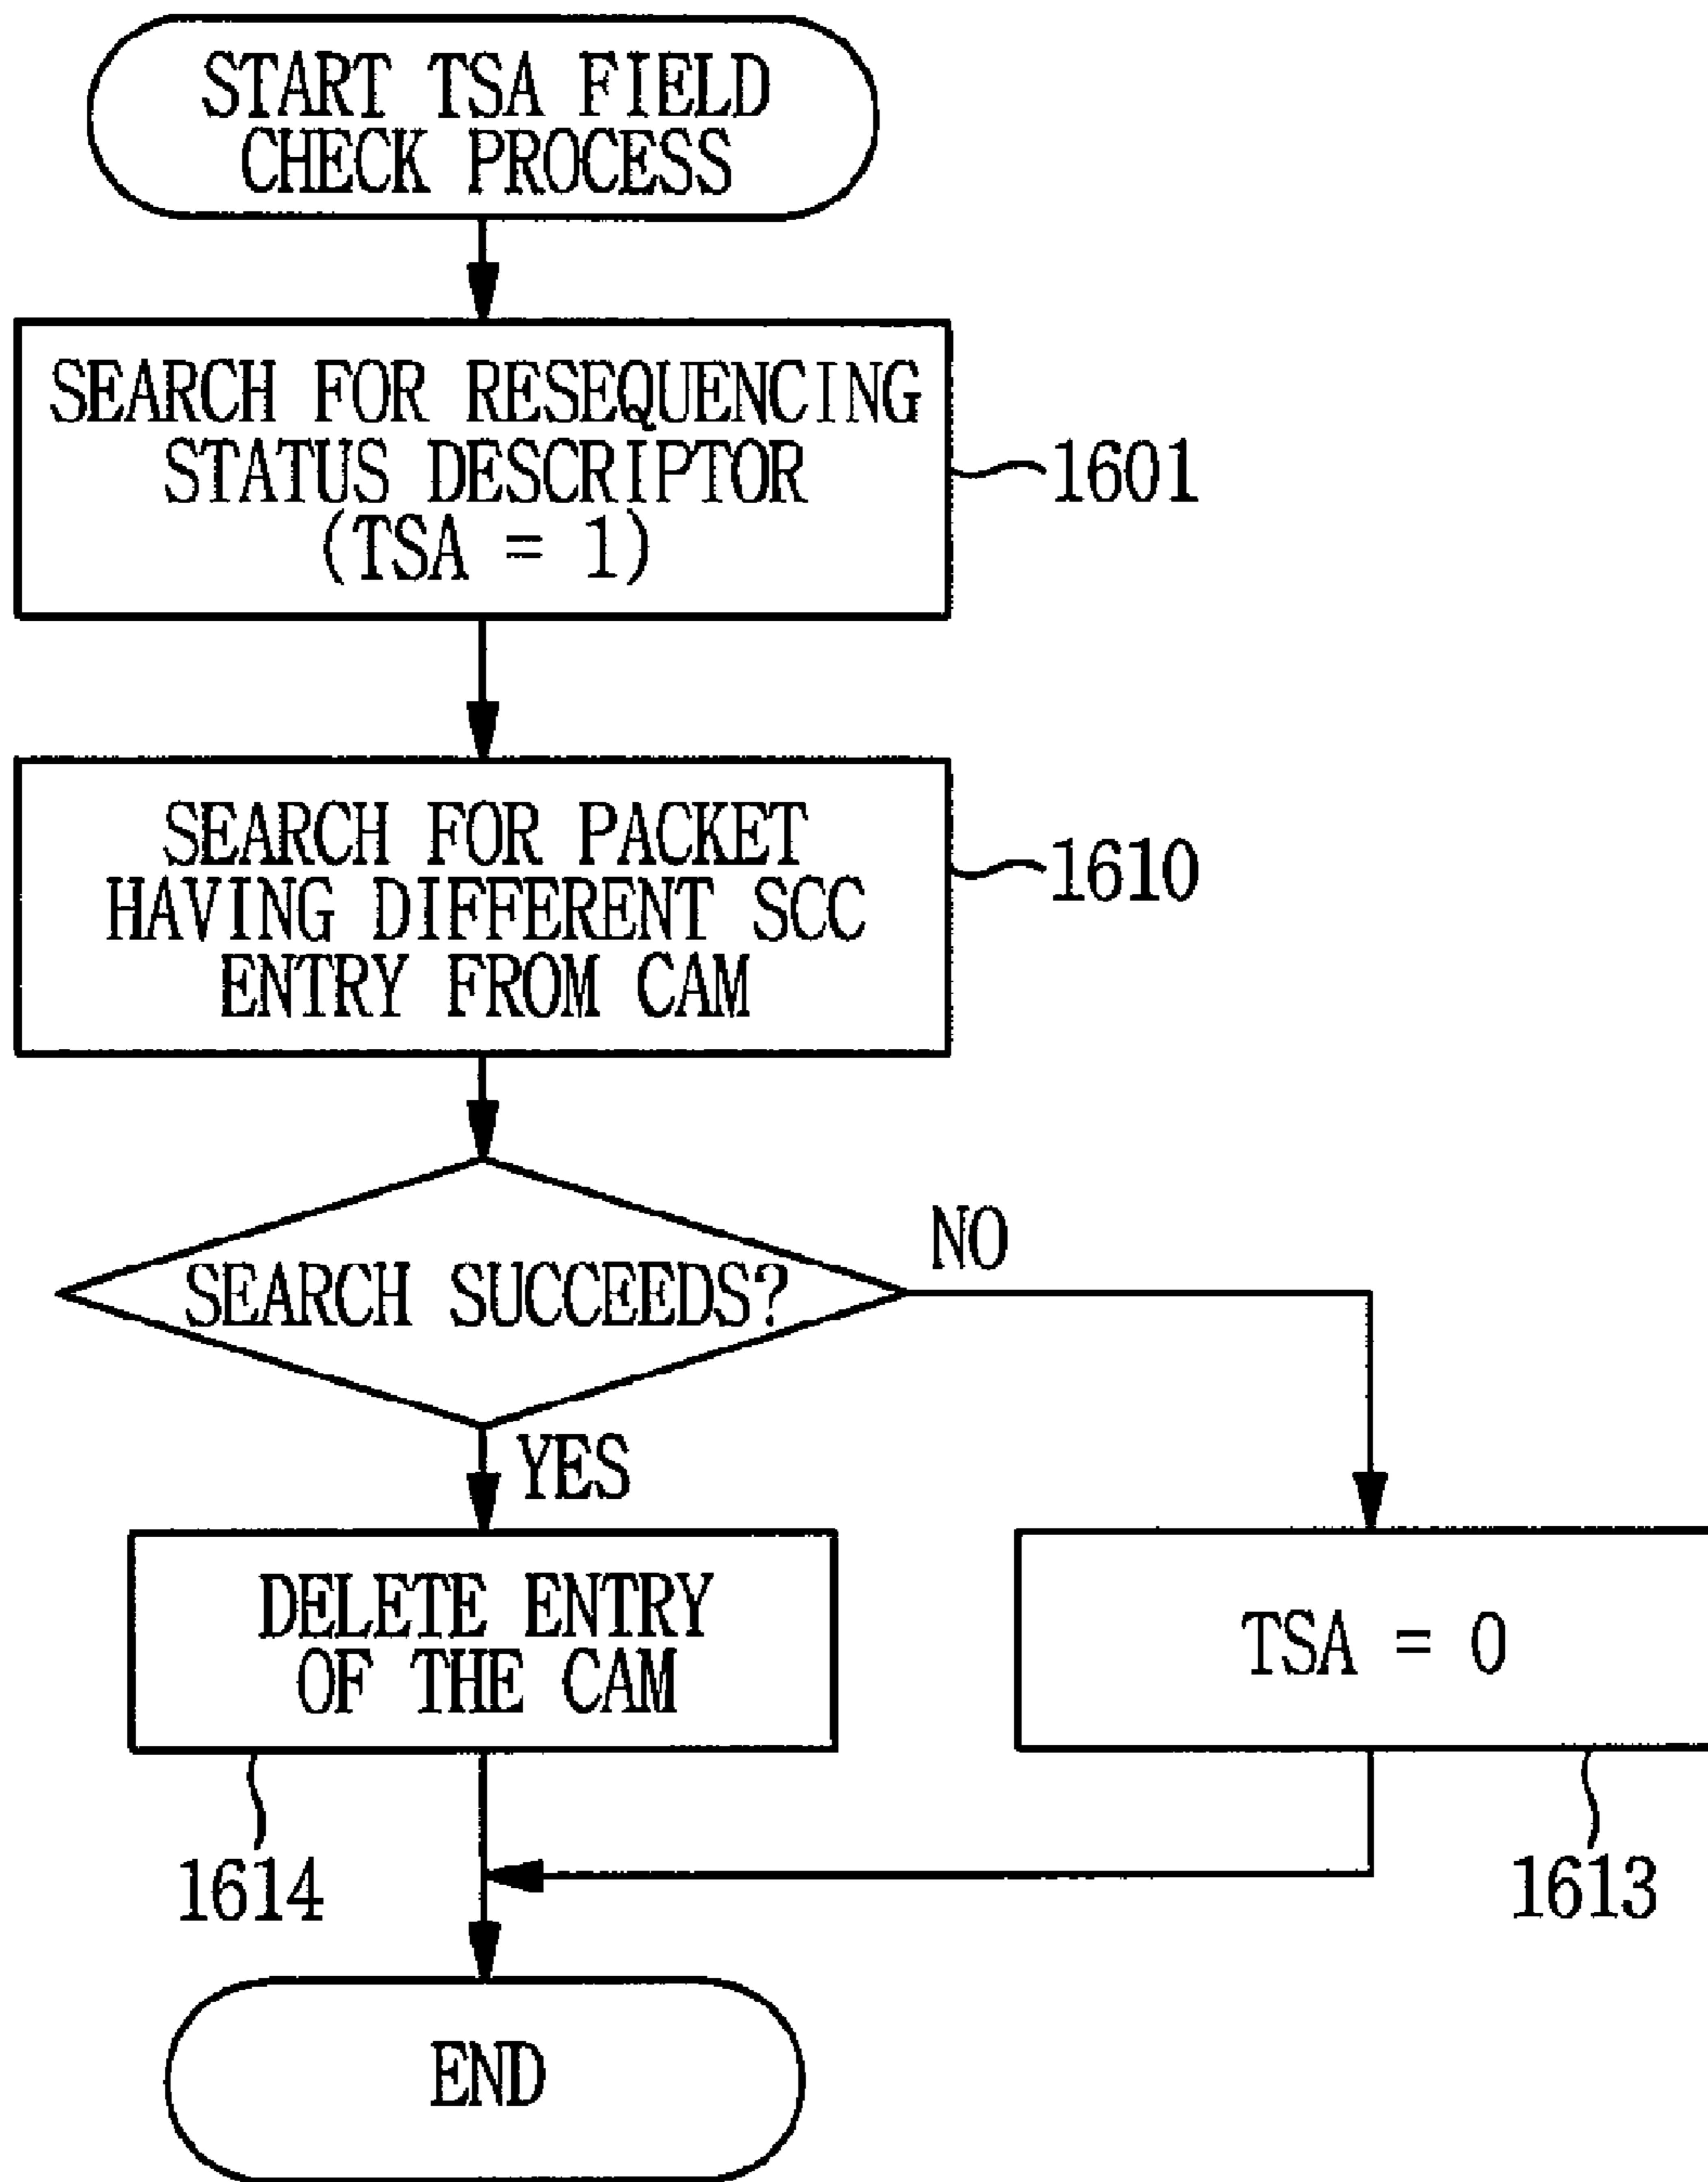 START TSA FIELD
CHECK PROCESS
SEARCH FOR RESEQUENCING
STATUS DESCRIPTOR
(TSA = 1)
1601
SEARCH FOR PACKET
HAVING DIFFERENT SCC
ENTRY FROM CAM
1610
SEARCH SUCCEEDS?
NO
YES
DELETE ENTRY
OF THE CAM
TSA = 0
1614
1613
END